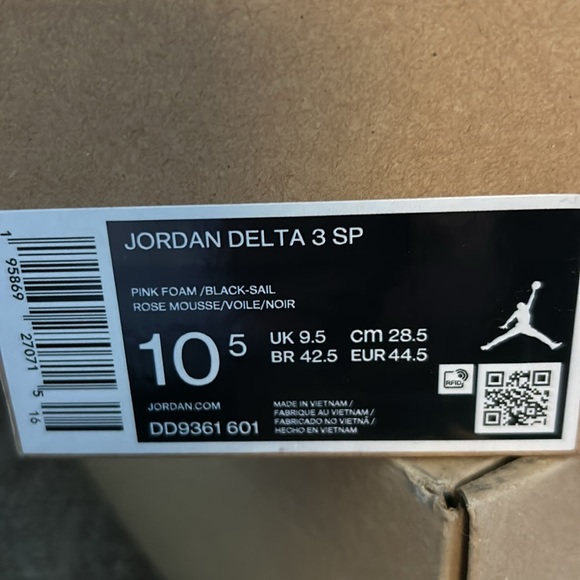 JORDAN DELTA 3 SP
PINK FOAM /BLACK-SAIL
ROSE MOUSSE/VOILE/NOIR
10 5
UK 9.5 cm 28.5
BR 42.5 EUR 44.5
JORDAN.COM
DD9361 601
MADE IN VIETNAM /
FABRIQUE AU VIETNAM /
FABRICADO NO VIETNÃ /
HECHO EN VIETNAM
RFID
1 95869 27071 5 16